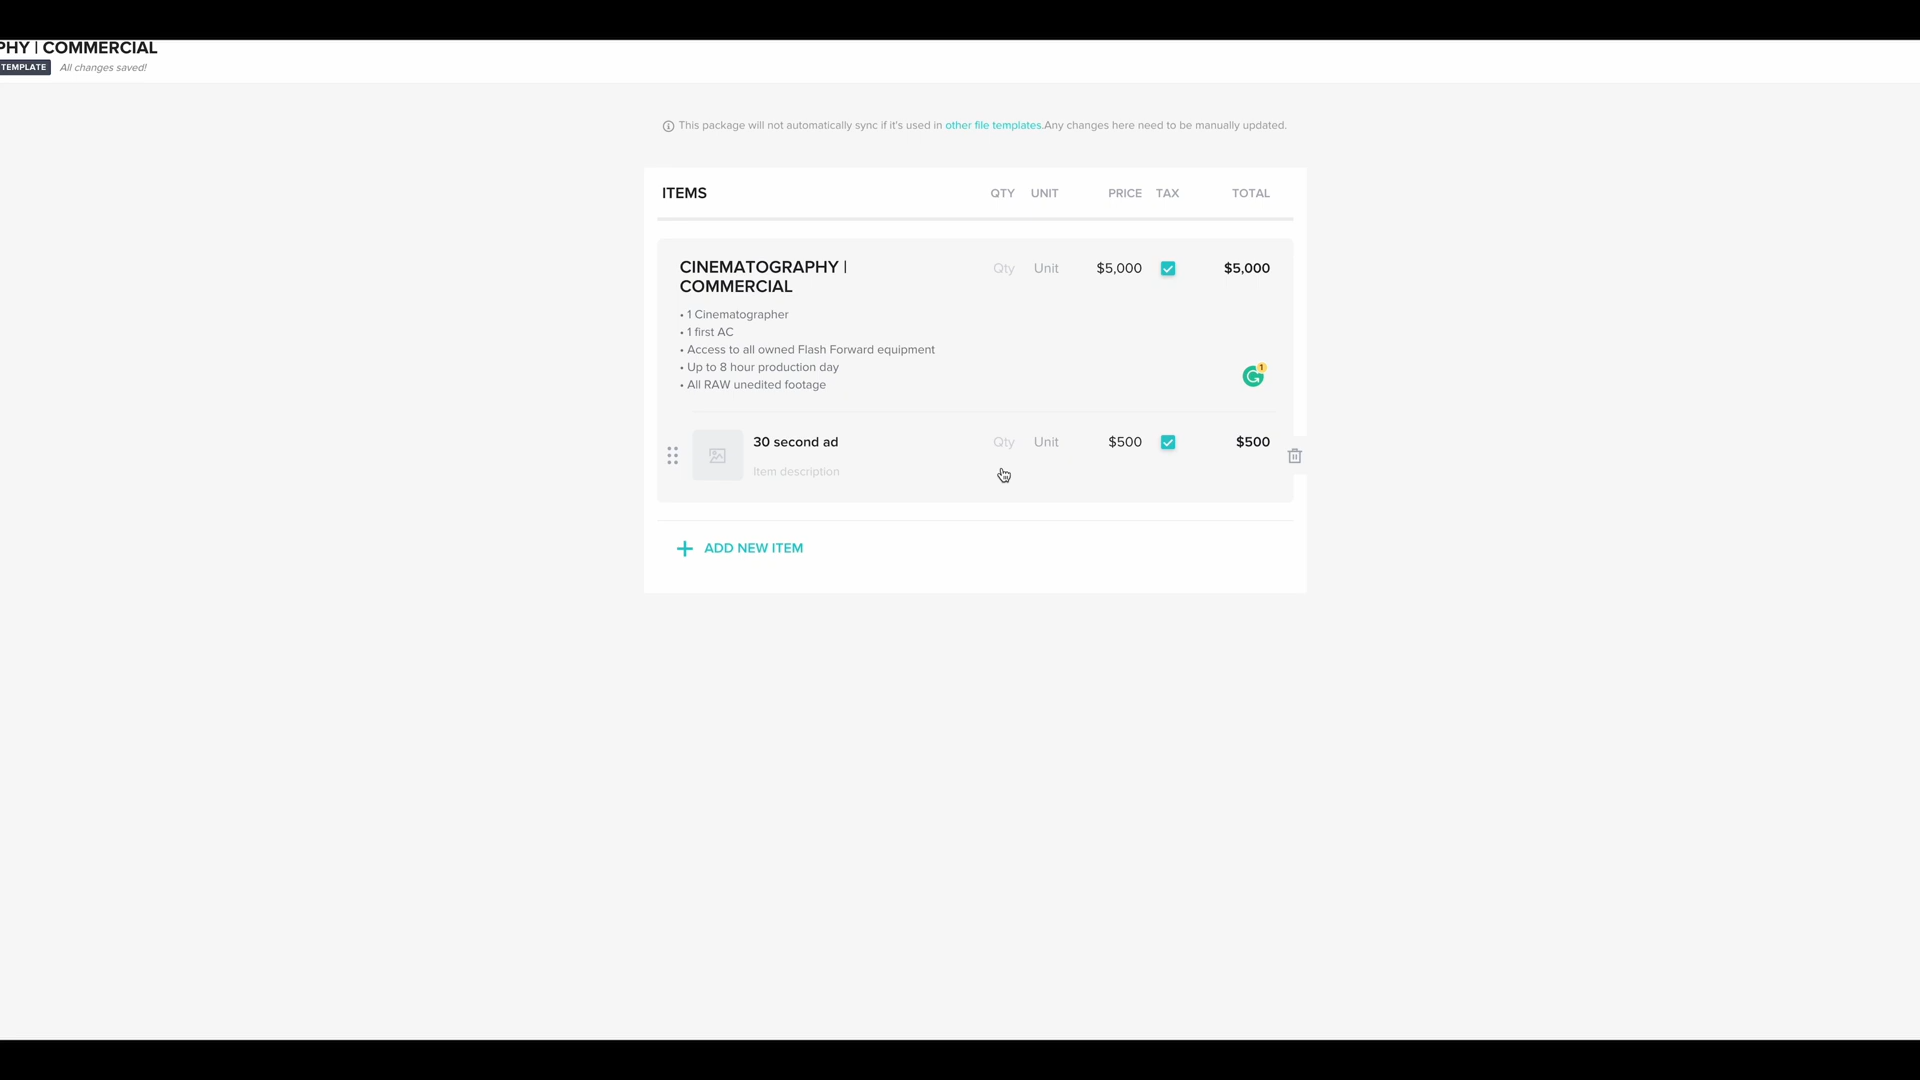 PHY | COMMERCIAL
TEMPLATE All changes saved!
This package will not automatically sync if it's used in other file templates.Any changes here need to be manually updated.
ITEMS QTY UNIT PRICE TAX TOTAL
CINEMATOGRAPHY | Qty Unit $5,000 $5,000
COMMERCIAL
• 1 Cinematographer
• 1 first AC
• Access to all owned Flash Forward equipment
• Up to 8 hour production day
• All RAW unedited footage
1
30 second ad Qty Unit $500 $500
Item description
+ ADD NEW ITEM